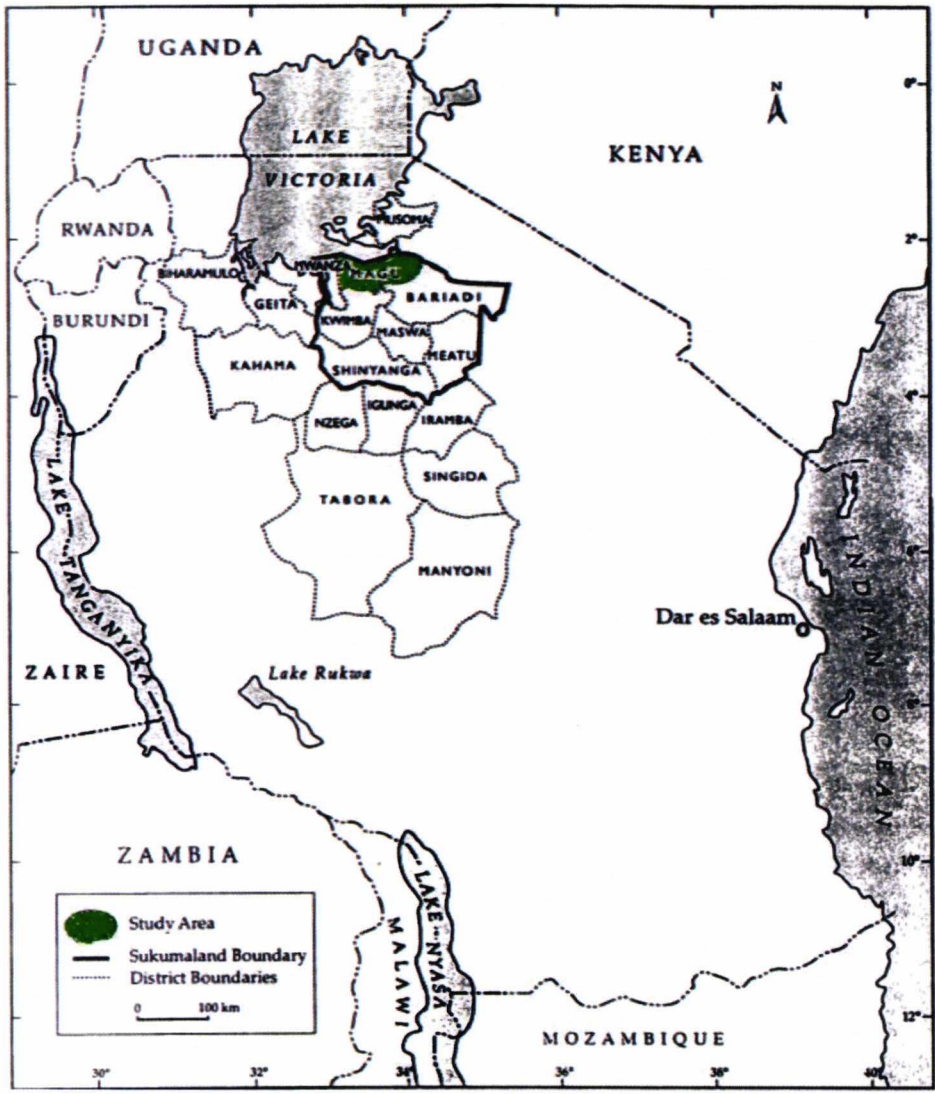 UGANDA
0°
N
LAKE
VICTORIA
KENYA
RWANDA
MUSOMA
2°
BIHARAMULO
MWANZA
MAGU
GEITA
BARIADI
BURUNDI
KWIMBA
MASWA
MEATU
KAHAMA
SHINYANGA
4°
NZEGA
IGUNGA
IRAMBA
SINGIDA
TABORA
LAKE TANGANYIKA
INDIAN OCEAN
6°
MANYONI
Dar es Salaam
ZAIRE
Lake Rukwa
8°
ZAMBIA
10°
LAKE NYASA
MALAWI
Study Area
Sukumaland Boundary
District Boundaries
0 100 km
12°
MOZAMBIQUE
30° 32° 34° 36° 38° 40°